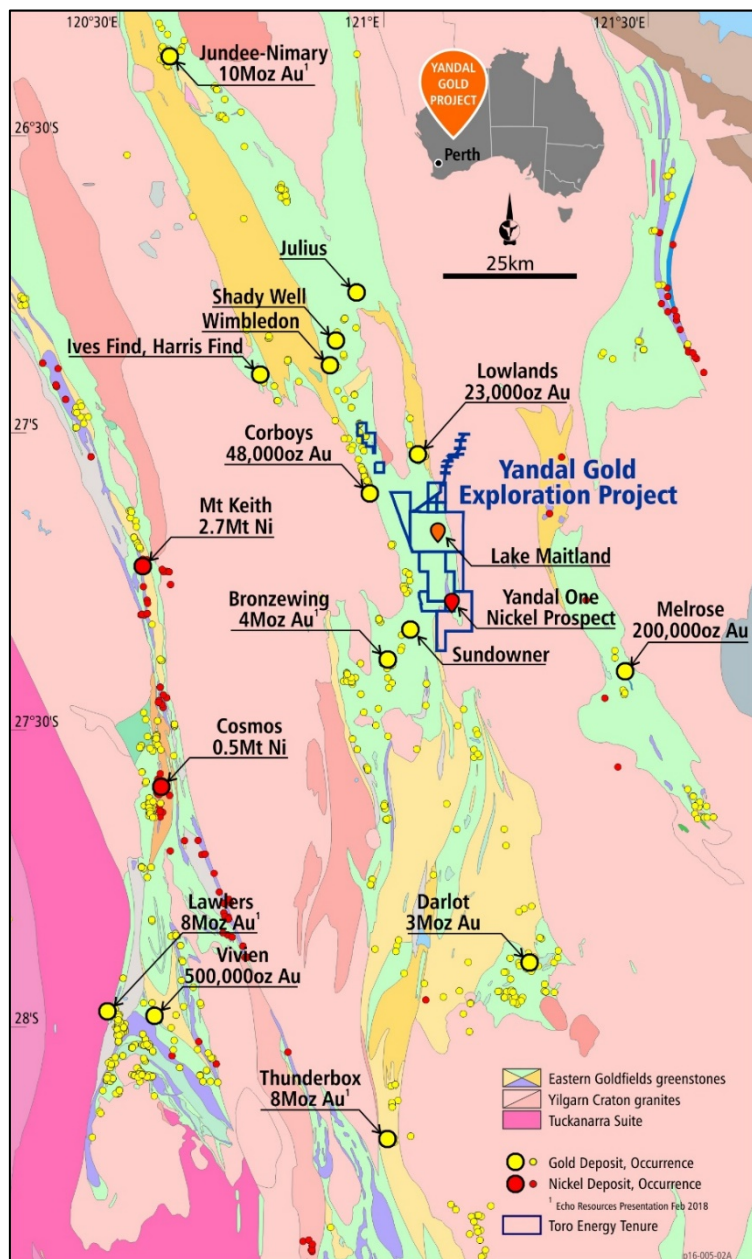 120°30'E
121°E
121°30'E
Jundee-Nimary
10Moz Au¹
YANDAL
GOLD
PROJECT
26°30'S
Perth
25km
Julius
Shady Well
Wimbledon
Ives Find, Harris Find
Lowlands
23,000oz Au
27°S
Corboys
48,000oz Au
Yandal Gold
Exploration Project
Mt Keith
2.7Mt Ni
Lake Maitland
Bronzewing
4Moz Au¹
Yandal One
Nickel Prospect
Melrose
200,000oz Au
Sundowner
27°30'S
Cosmos
0.5Mt Ni
Lawlers
8Moz Au¹
Darlot
3Moz Au
Vivien
500,000oz Au
28°S
Thunderbox
8Moz Au¹
Eastern Goldfields greenstones
Yilgarn Craton granites
Tuckanarra Suite
Gold Deposit, Occurrence
Nickel Deposit, Occurrence
¹ Echo Resources Presentation Feb 2018
Toro Energy Tenure
p16-005-02A